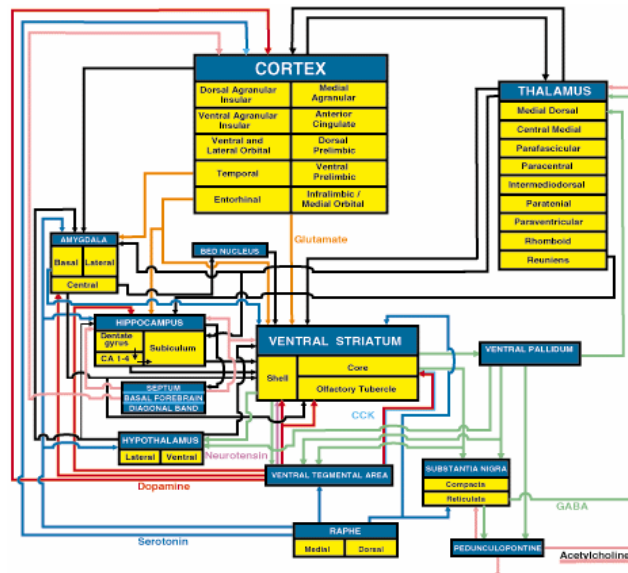 CORTEX
Dorsal Agranular
Insular
Medial
Agranular
Ventral Agranular
Insular
Anterior
Cingulate
Ventral and
Lateral Orbital
Dorsal
Prelimbic
Temporal
Ventral
Prelimbic
Entorhinal
Infralimbic /
Medial Orbital
THALAMUS
Medial Dorsal
Central Medial
Parafascicular
Paracentral
Intermediodorsal
Paratenial
Paraventricular
Rhomboid
Reuniens
Glutamate
AMYGDALA
Basal
Lateral
Central
BED NUCLEUS
HIPPOCAMPUS
Dentate
gyrus
Subiculum
CA 1-4
VENTRAL STRIATUM
Shell
Core
Olfactory Tubercle
VENTRAL PALLIDUM
SEPTUM
BASAL FOREBRAIN
DIAGONAL BAND
CCK
HYPOTHALAMUS
Lateral
Ventral
Neurotensin
VENTRAL TEGMENTAL AREA
SUBSTANTIA NIGRA
Compacta
Reticulata
Dopamine
GABA
RAPHE
Medial
Dorsal
Serotonin
PEDUNCULOPONTINE
Acetylcholine